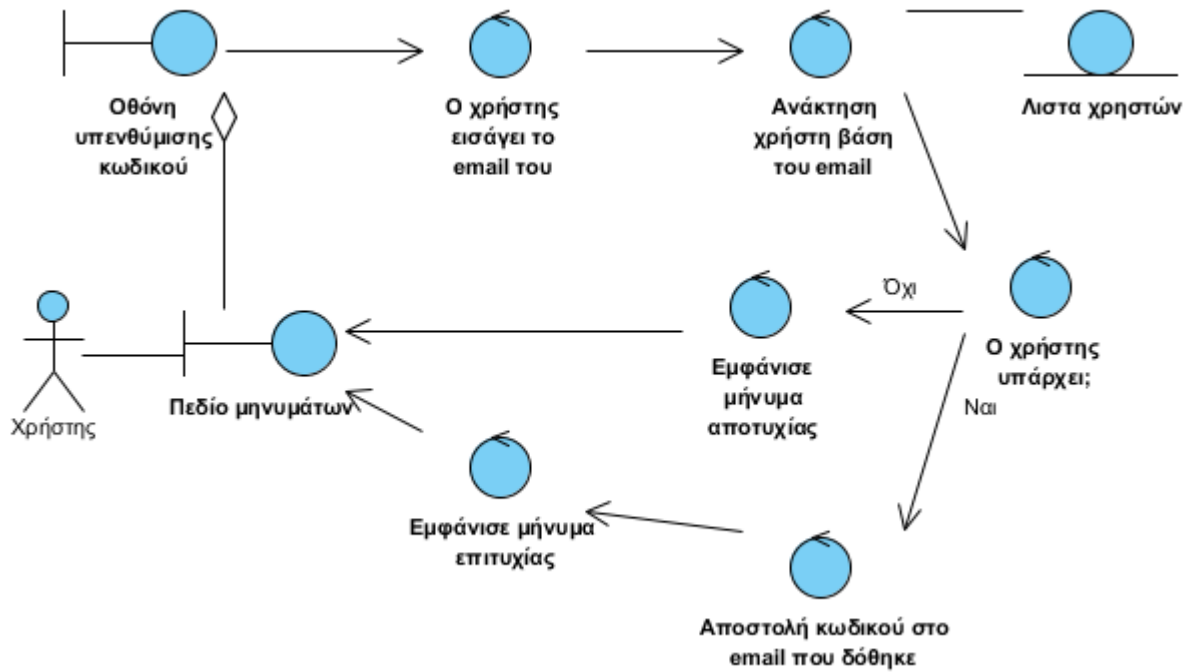 Οθόνη
υπενθύμισης
κωδικού
Ο χρήστης
εισάγει το
email του
Ανάκτηση
χρήστη βάση
του email
Λιστα χρηστών
Όχι
Ο χρήστης
υπάρχει;
Εμφάνισε
μήνυμα
αποτυχίας
Ναι
Χρήστης
Πεδίο μηνυμάτων
Εμφάνισε μήνυμα
επιτυχίας
Αποστολή κωδικού στο
email που δόθηκε